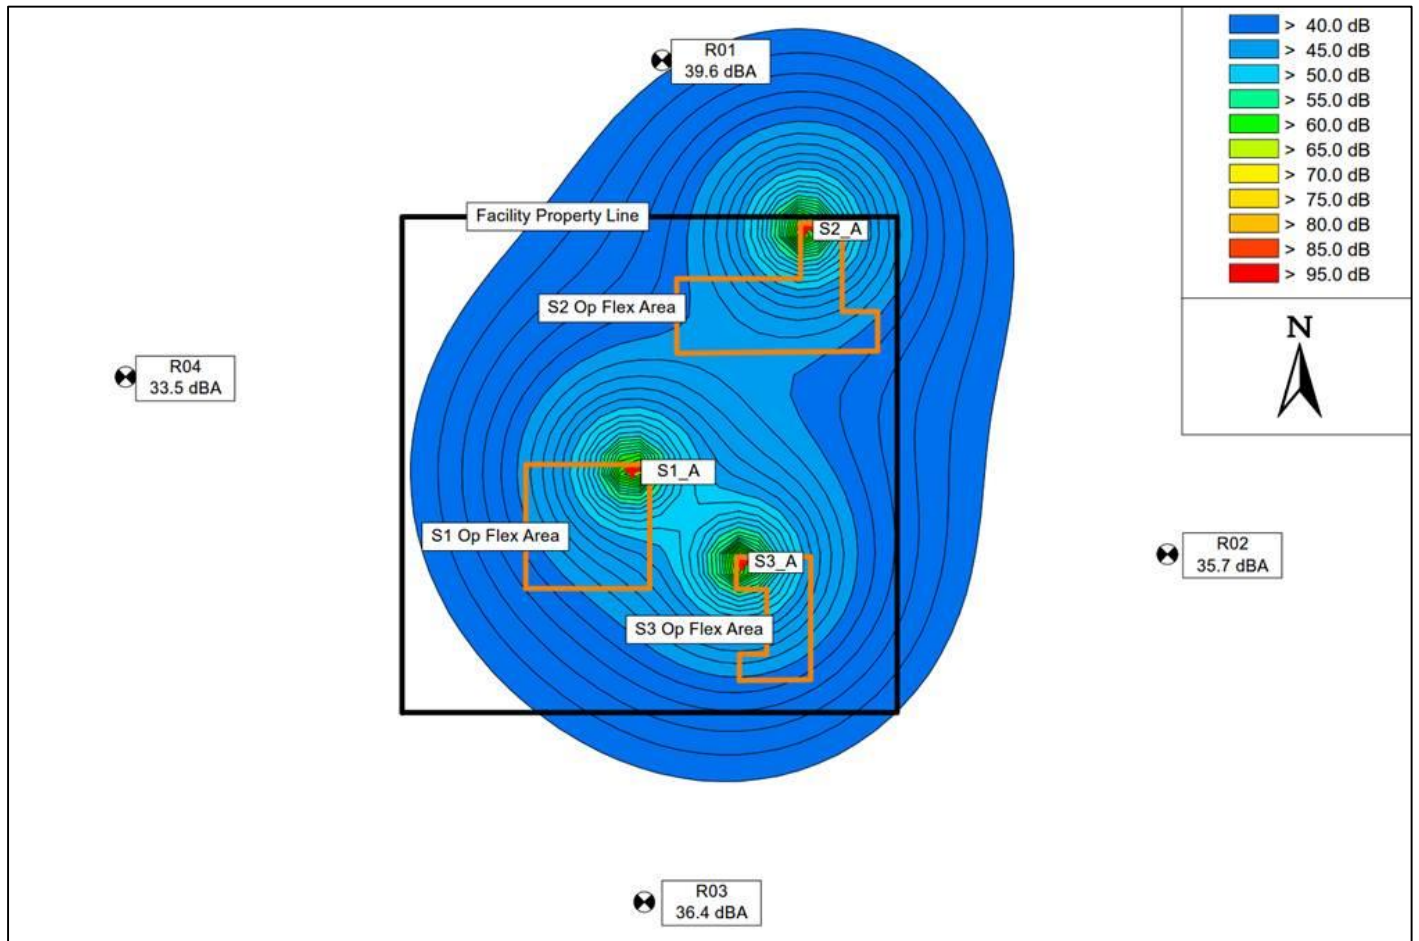 R01
39.6 dBA
> 40.0 dB
> 45.0 dB
> 50.0 dB
> 55.0 dB
> 60.0 dB
> 65.0 dB
> 70.0 dB
> 75.0 dB
> 80.0 dB
> 85.0 dB
> 95.0 dB
Facility Property Line
S2_A
S2 Op Flex Area
N
R04
33.5 dBA
S1_A
S1 Op Flex Area
S3_A
R02
35.7 dBA
S3 Op Flex Area
R03
36.4 dBA